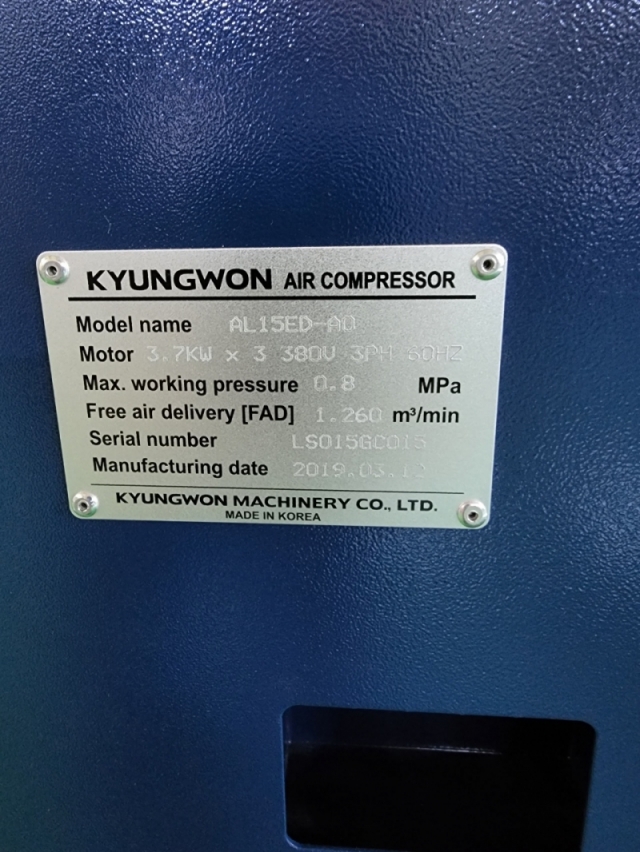 KYUNGWON AIR COMPRESSOR
Model name AL15ED-A0
Motor 3.7KW x 3 380V 3PH 60HZ
Max. working pressure 0.8 MPa
Free air delivery [FAD] 1.260 m³/min
Serial number LS015GC015
Manufacturing date 2019.03.12
KYUNGWON MACHINERY CO., LTD.
MADE IN KOREA